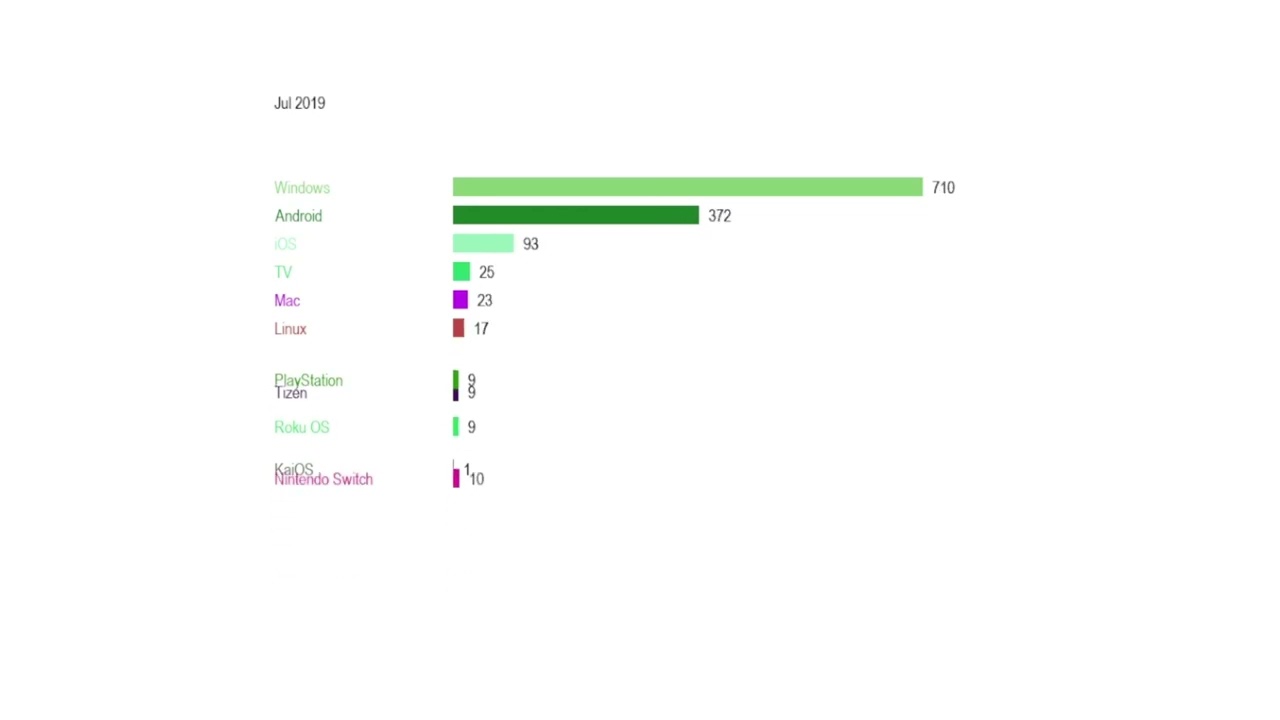 Jul 2019
Windows 710
Android 372
iOS 93
TV 25
Mac 23
Linux 17
PlayStation 9
Tizen 9
Roku OS 9
KaiOS 1
Nintendo Switch 10